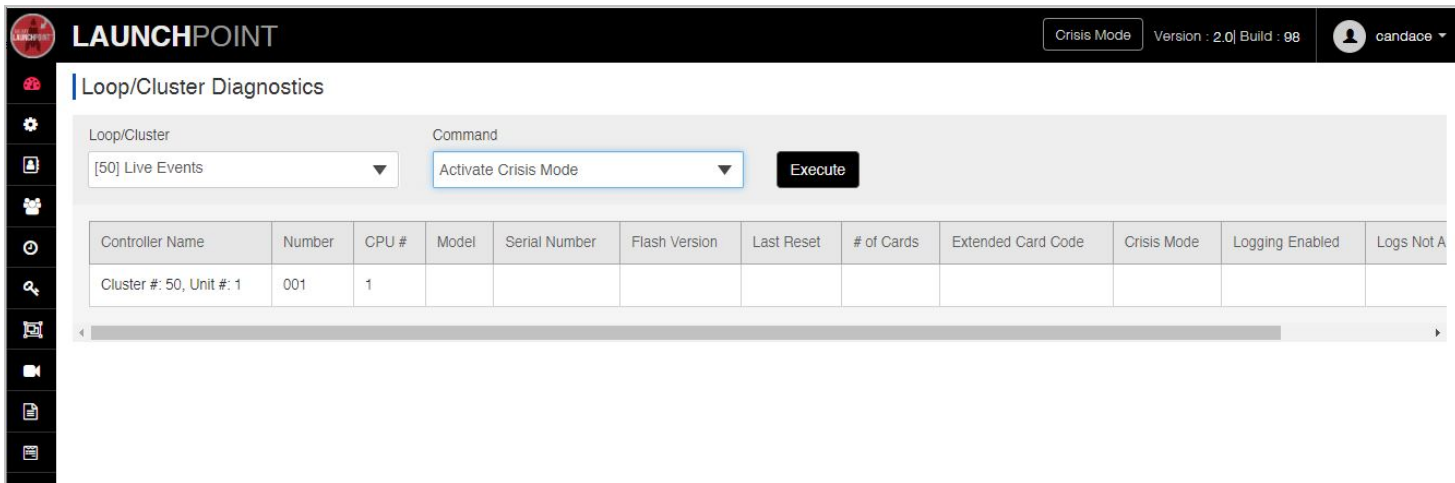 LAUNCHPOINT
Crisis Mode
Version : 2.0| Build : 98
candace
Loop/Cluster Diagnostics
Loop/Cluster
Command
[50] Live Events
Activate Crisis Mode
Execute
Controller Name Number CPU # Model Serial Number Flash Version Last Reset # of Cards Extended Card Code Crisis Mode Logging Enabled Logs Not A
Cluster #: 50, Unit #: 1 001 1